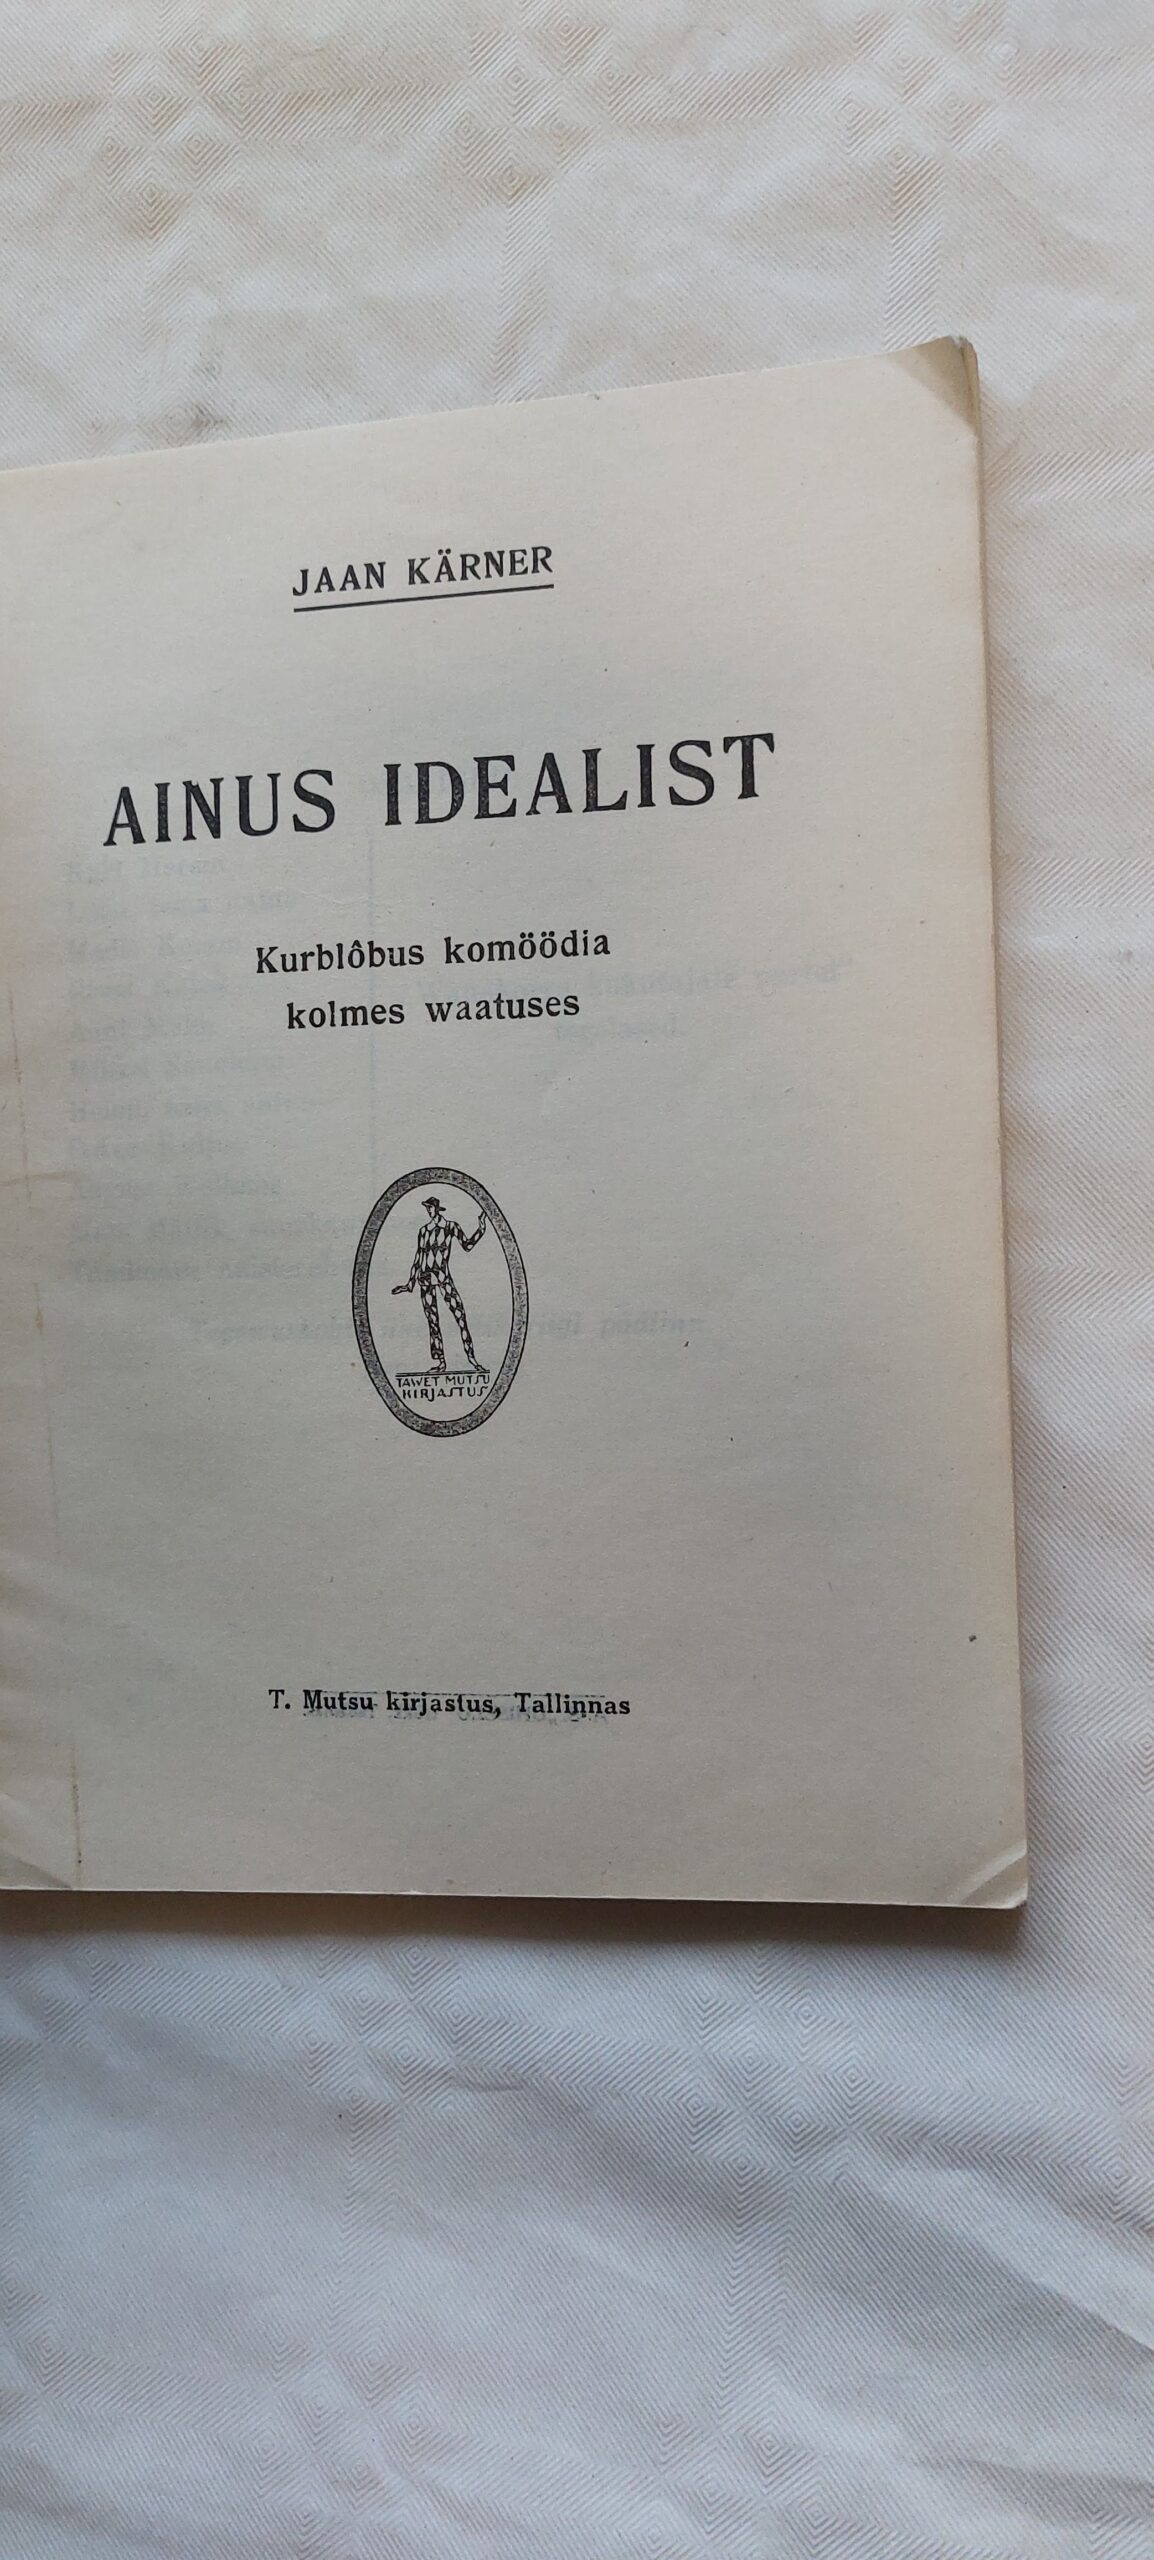 JAAN KÄRNER
AINUS IDEALIST
Kurblôbus komöödia
kolmes waatuses
TAWET MUTSU
KIRJASTUS
T. Mutsu kirjastus, Tallinnas